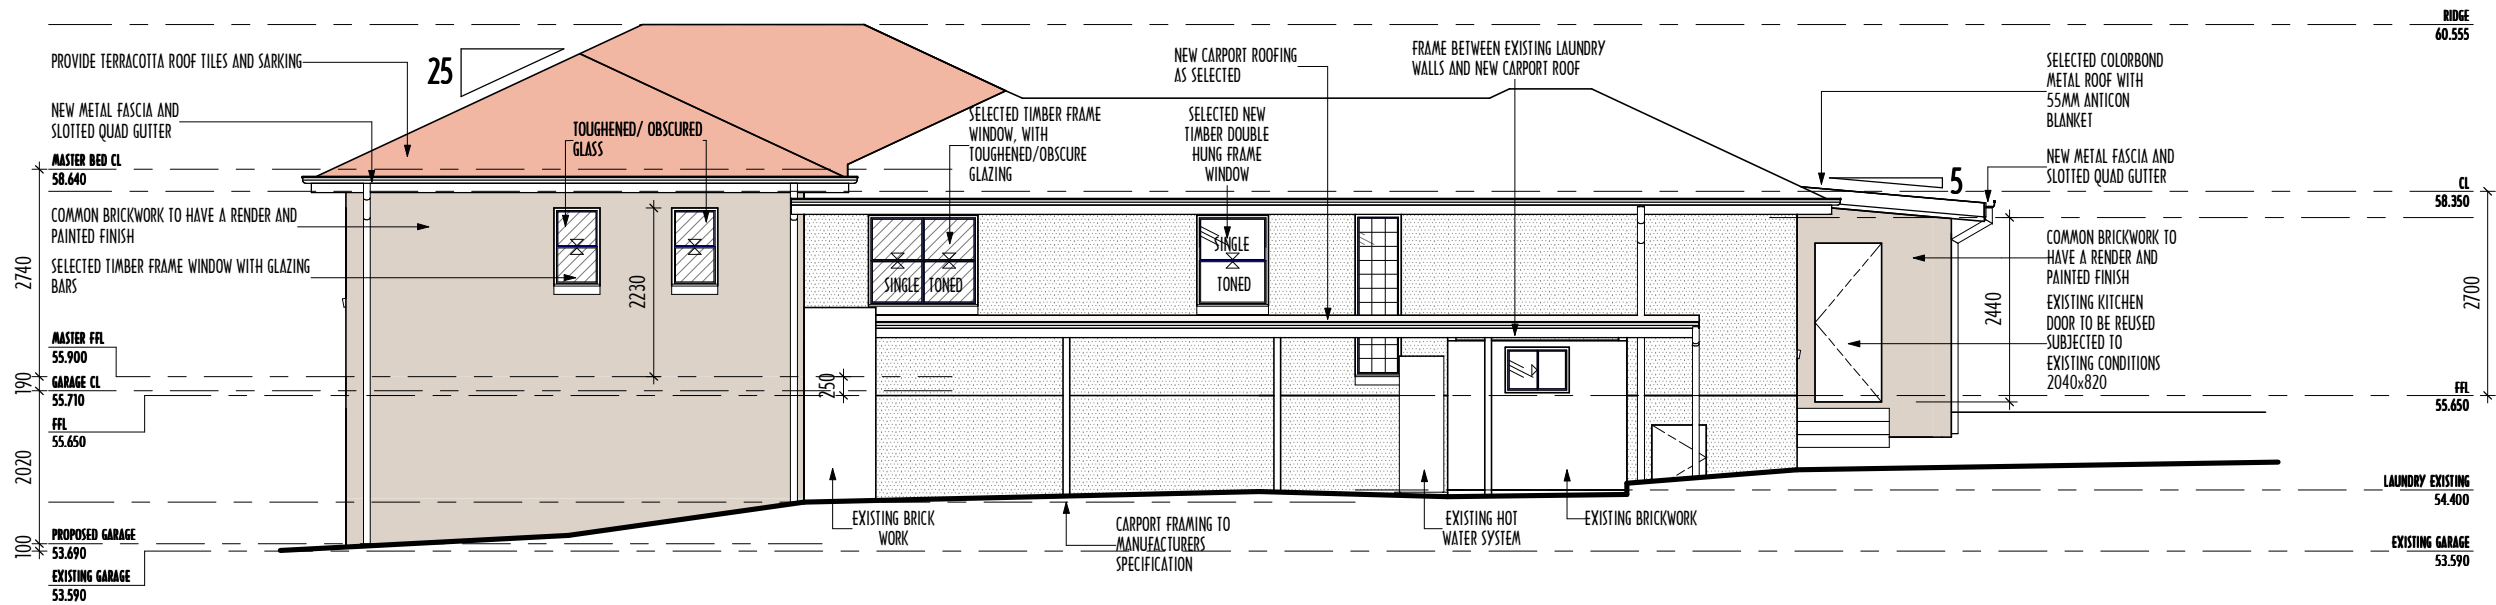 RIDGE
60.555
PROVIDE TERRACOTTA ROOF TILES AND SARKING
25
NEW METAL FASCIA AND
SLOTTED QUAD GUTTER
TOUGHENED/ OBSCURED
GLASS
SELECTED TIMBER FRAME
WINDOW, WITH
TOUGHENED/OBSCURE
GLAZING
NEW CARPORT ROOFING
AS SELECTED
SELECTED NEW
TIMBER DOUBLE
HUNG FRAME
WINDOW
FRAME BETWEEN EXISTING LAUNDRY
WALLS AND NEW CARPORT ROOF
SELECTED COLORBOND
METAL ROOF WITH
55MM ANTICON
BLANKET
NEW METAL FASCIA AND
SLOTTED QUAD GUTTER
5
MASTER BED CL
58.640
CL
58.350
COMMON BRICKWORK TO HAVE A RENDER AND
PAINTED FINISH
SELECTED TIMBER FRAME WINDOW WITH GLAZING
BARS
2740
2230
SINGLE TONED
SINGLE
TONED
COMMON BRICKWORK TO
HAVE A RENDER AND
PAINTED FINISH
EXISTING KITCHEN
DOOR TO BE REUSED
SUBJECTED TO
EXISTING CONDITIONS
2040x820
2440
2700
MASTER FFL
55.900
190
GARAGE CL
55.710
250
FFL
55.650
FFL
55.650
2020
LAUNDRY EXISTING
54.400
EXISTING BRICK
WORK
CARPORT FRAMING TO
MANUFACTURERS
SPECIFICATION
EXISTING HOT
WATER SYSTEM
EXISTING BRICKWORK
PROPOSED GARAGE
53.690
100
EXISTING GARAGE
53.590
EXISTING GARAGE
53.590